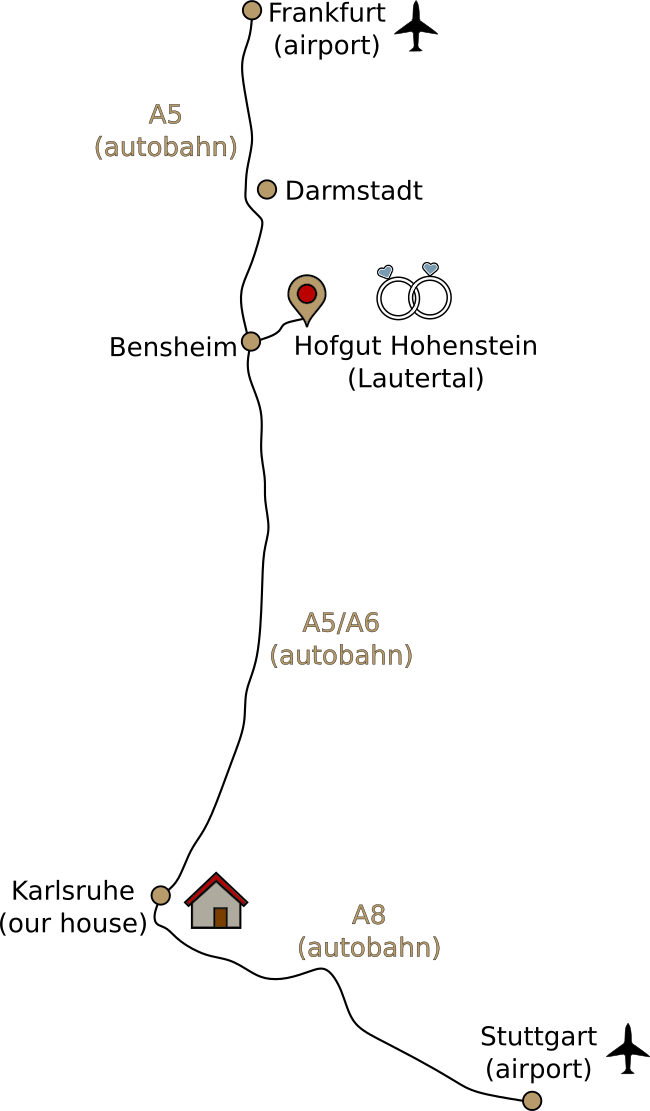 Frankfurt
(airport)
A5
(autobahn)
Darmstadt
Bensheim
Hofgut Hohenstein
(Lautertal)
A5/A6
(autobahn)
Karlsruhe
(our house)
A8
(autobahn)
Stuttgart
(airport)